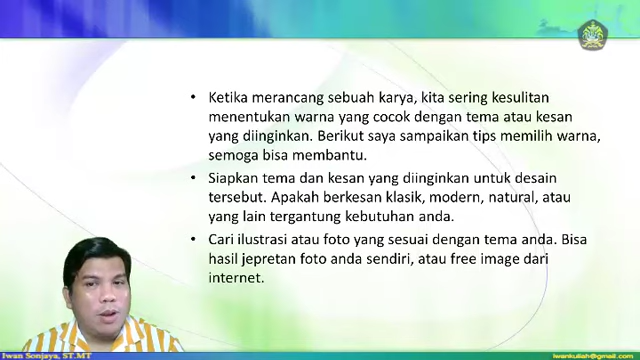 • Ketika merancang sebuah karya, kita sering kesulitan
menentukan warna yang cocok dengan tema atau kesan
yang diinginkan. Berikut saya sampaikan tips memilih warna,
semoga bisa membantu.
• Siapkan tema dan kesan yang diinginkan untuk desain
tersebut. Apakah berkesan klasik, modern, natural, atau
yang lain tergantung kebutuhan anda.
• Cari ilustrasi atau foto yang sesuai dengan tema anda. Bisa
hasil jepretan foto anda sendiri, atau free image dari
internet.
Iwan Sonjaya, ST.MT
iwankuliah@gmail.com